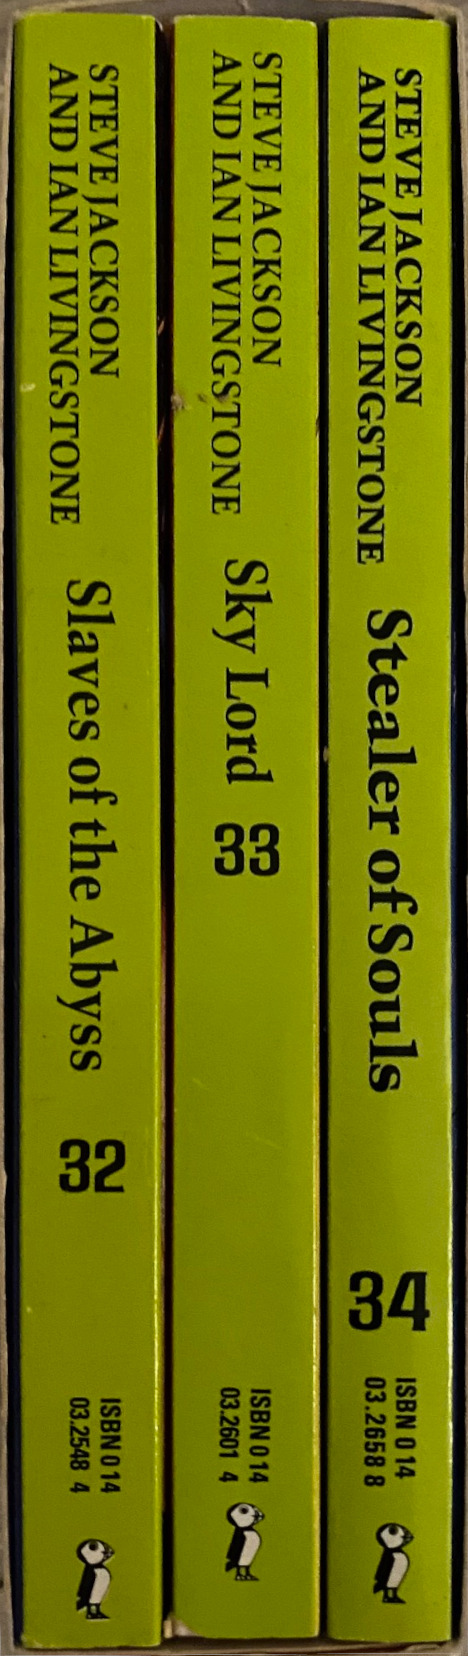 STEVE JACKSON
AND IAN LIVINGSTONE
Slaves of the Abyss
32
ISBN 0 14
03.2548 4
STEVE JACKSON
AND IAN LIVINGSTONE
Sky Lord
33
ISBN 0 14
03.2601 4
STEVE JACKSON
AND IAN LIVINGSTONE
Stealer of Souls
34
ISBN 0 14
03.2658 8